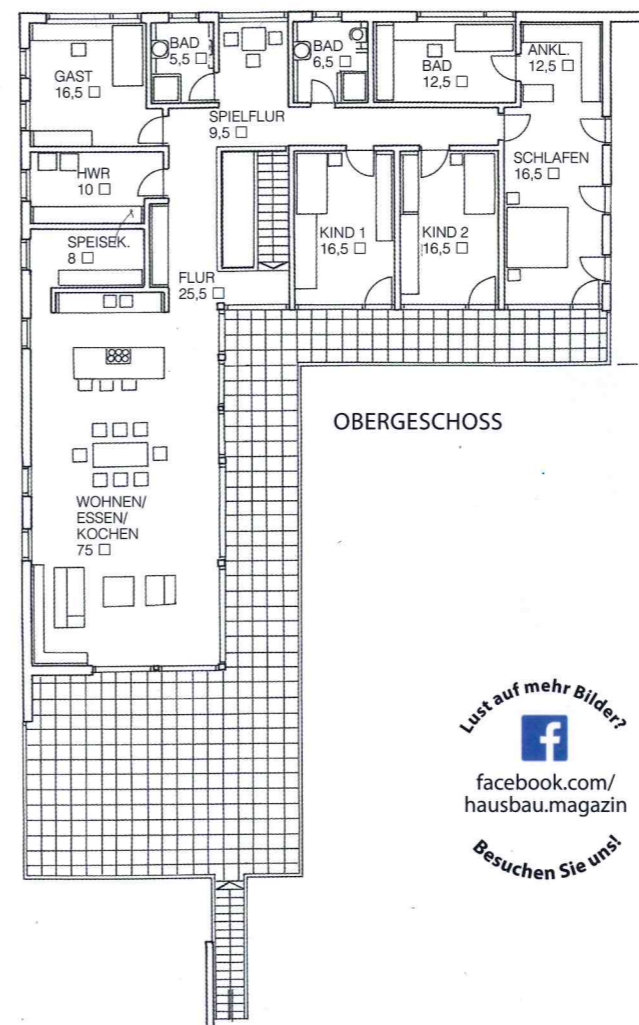 BAD
5,5 □
BAD
6,5 □
BAD
12,5 □
ANKL.
12,5 □
GAST
16,5 □
SPIELFLUR
9,5 □
HWR
10 □
SCHLAFEN
16,5 □
KIND 1
16,5 □
KIND 2
16,5 □
SPEISEK.
8 □
FLUR
25,5 □
OBERGESCHOSS
WOHNEN/
ESSEN/
KOCHEN
75 □
Lust auf mehr Bilder?
f
facebook.com/
hausbau.magazin
Besuchen Sie uns!